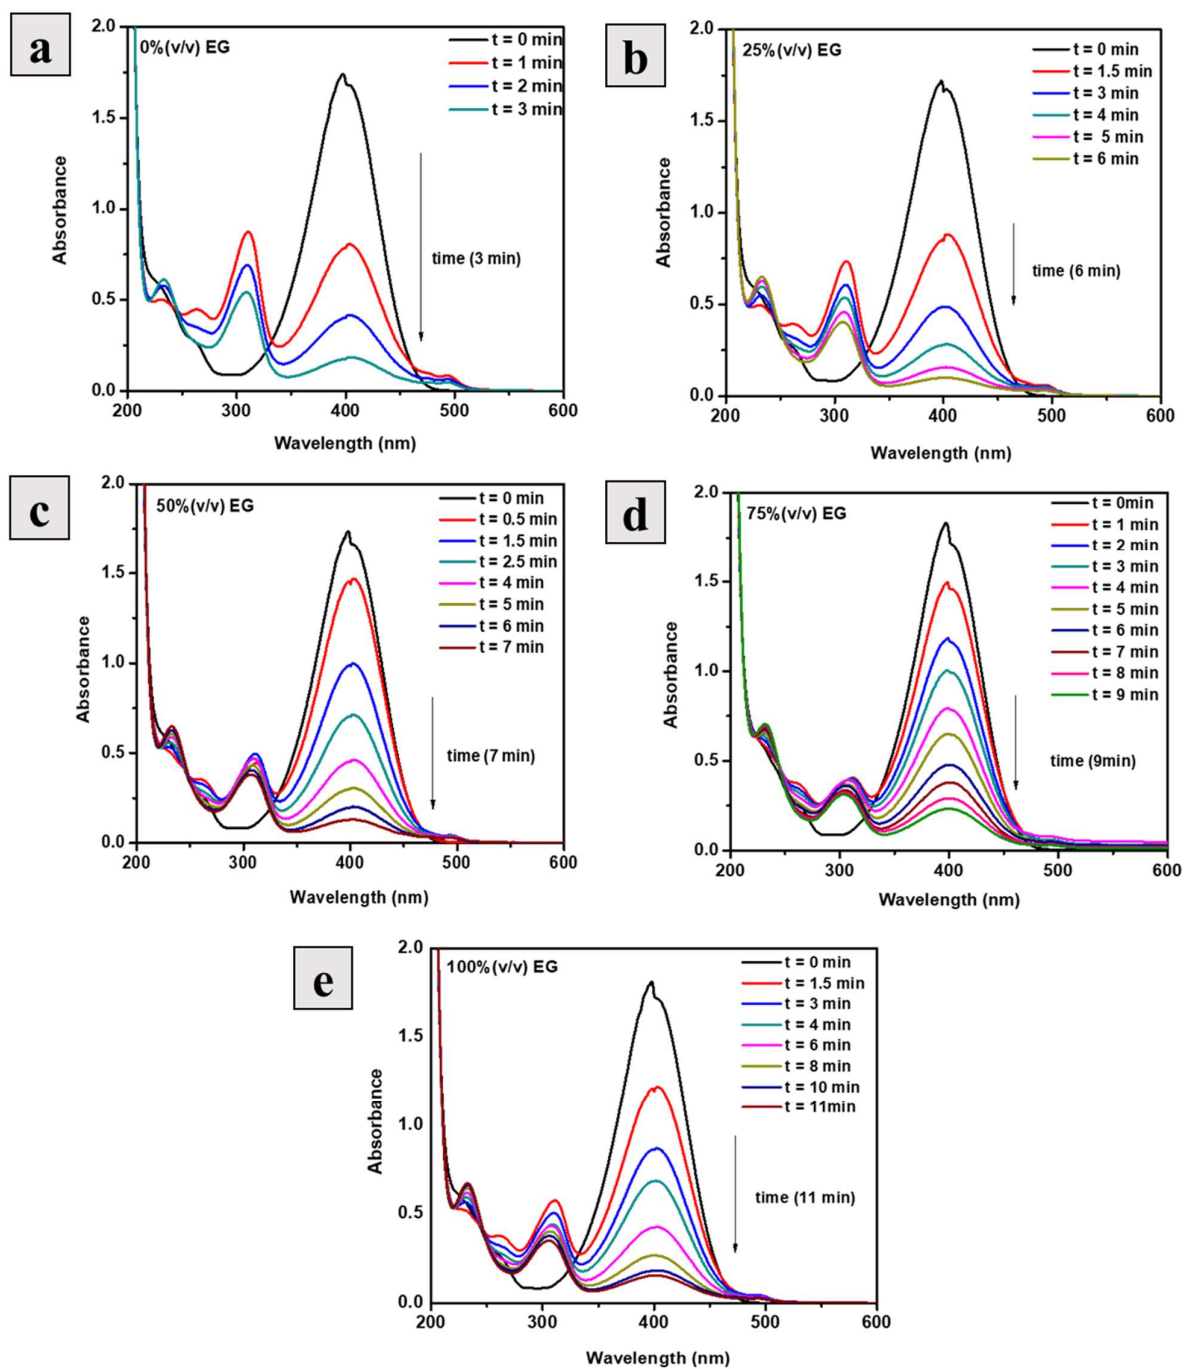 a
0%(v/v) EG
t = 0 min
t = 1 min
t = 2 min
t = 3 min
time (3 min)
2.0
1.5
1.0
0.5
0.0
Absorbance
200 300 400 500 600
Wavelength (nm)
b
25%(v/v) EG
t = 0 min
t = 1.5 min
t = 3 min
t = 4 min
t = 5 min
t = 6 min
time (6 min)
2.0
1.5
1.0
0.5
0.0
Absorbance
200 300 400 500 600
Wavelength (nm)
c
50%(v/v) EG
t = 0 min
t = 0.5 min
t = 1.5 min
t = 2.5 min
t = 4 min
t = 5 min
t = 6 min
t = 7 min
time (7 min)
2.0
1.5
1.0
0.5
0.0
Absorbance
200 300 400 500 600
Wavelength (nm)
d
75%(v/v) EG
t = 0min
t = 1 min
t = 2 min
t = 3 min
t = 4 min
t = 5 min
t = 6 min
t = 7 min
t = 8 min
t = 9 min
time (9min)
2.0
1.5
1.0
0.5
0.0
Absorbance
200 300 400 500 600
Wavelength (nm)
e
100%(v/v) EG
t = 0 min
t = 1.5 min
t = 3 min
t = 4 min
t = 6 min
t = 8 min
t = 10 min
t = 11min
time (11 min)
2.0
1.5
1.0
0.5
0.0
Absorbance
200 300 400 500 600
Wavelength (nm)